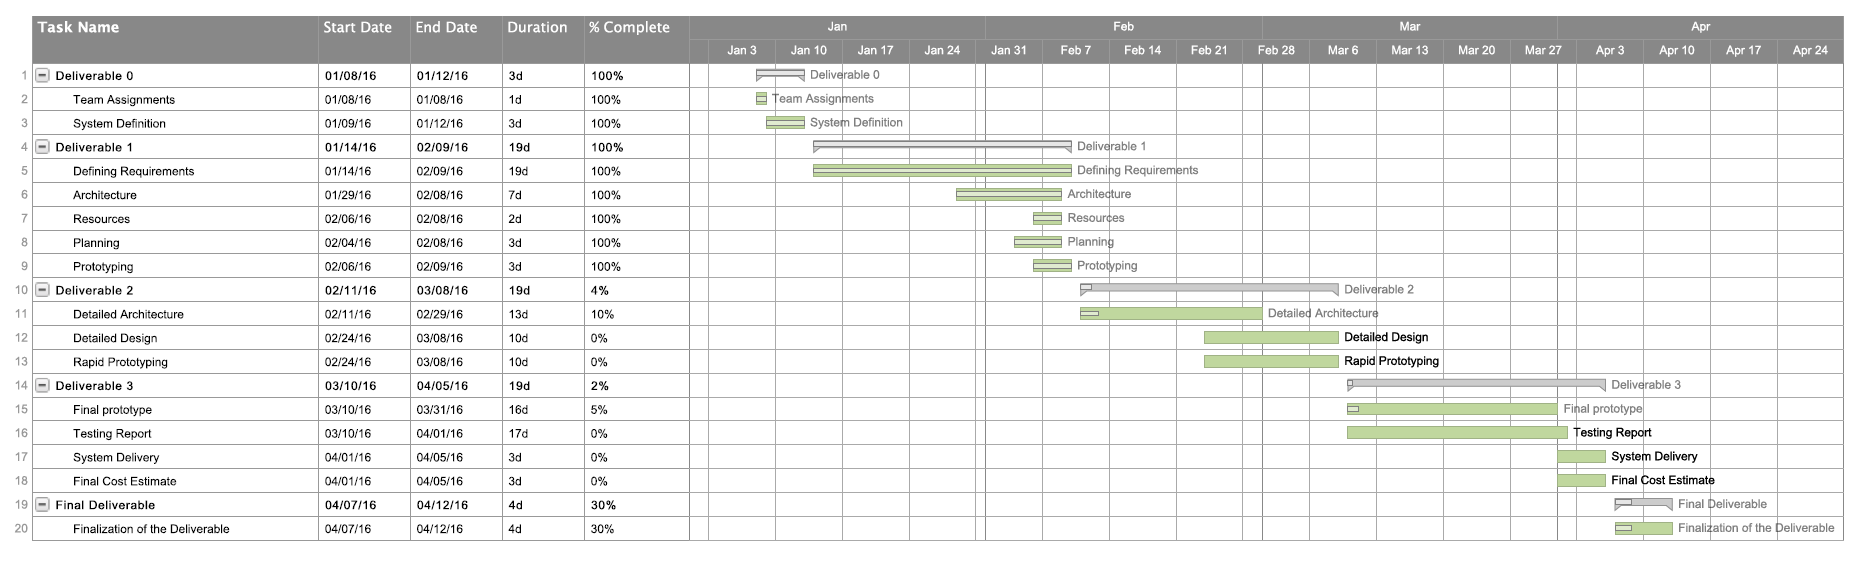 Task Name Start Date End Date Duration % Complete Jan Feb Mar Apr
Jan 3 Jan 10 Jan 17 Jan 24 Jan 31 Feb 7 Feb 14 Feb 21 Feb 28 Mar 6 Mar 13 Mar 20 Mar 27 Apr 3 Apr 10 Apr 17 Apr 24
1 Deliverable 0 01/08/16 01/12/16 3d 100% Deliverable 0
2 Team Assignments 01/08/16 01/08/16 1d 100% Team Assignments
3 System Definition 01/09/16 01/12/16 3d 100% System Definition
4 Deliverable 1 01/14/16 02/09/16 19d 100% Deliverable 1
5 Defining Requirements 01/14/16 02/09/16 19d 100% Defining Requirements
6 Architecture 01/29/16 02/08/16 7d 100% Architecture
7 Resources 02/06/16 02/08/16 2d 100% Resources
8 Planning 02/04/16 02/08/16 3d 100% Planning
9 Prototyping 02/06/16 02/09/16 3d 100% Prototyping
10 Deliverable 2 02/11/16 03/08/16 19d 4% Deliverable 2
11 Detailed Architecture 02/11/16 02/29/16 13d 10% Detailed Architecture
12 Detailed Design 02/24/16 03/08/16 10d 0% Detailed Design
13 Rapid Prototyping 02/24/16 03/08/16 10d 0% Rapid Prototyping
14 Deliverable 3 03/10/16 04/05/16 19d 2% Deliverable 3
15 Final prototype 03/10/16 03/31/16 16d 5% Final prototype
16 Testing Report 03/10/16 04/01/16 17d 0% Testing Report
17 System Delivery 04/01/16 04/05/16 3d 0% System Delivery
18 Final Cost Estimate 04/01/16 04/05/16 3d 0% Final Cost Estimate
19 Final Deliverable 04/07/16 04/12/16 4d 30% Final Deliverable
20 Finalization of the Deliverable 04/07/16 04/12/16 4d 30% Finalization of the Deliverable